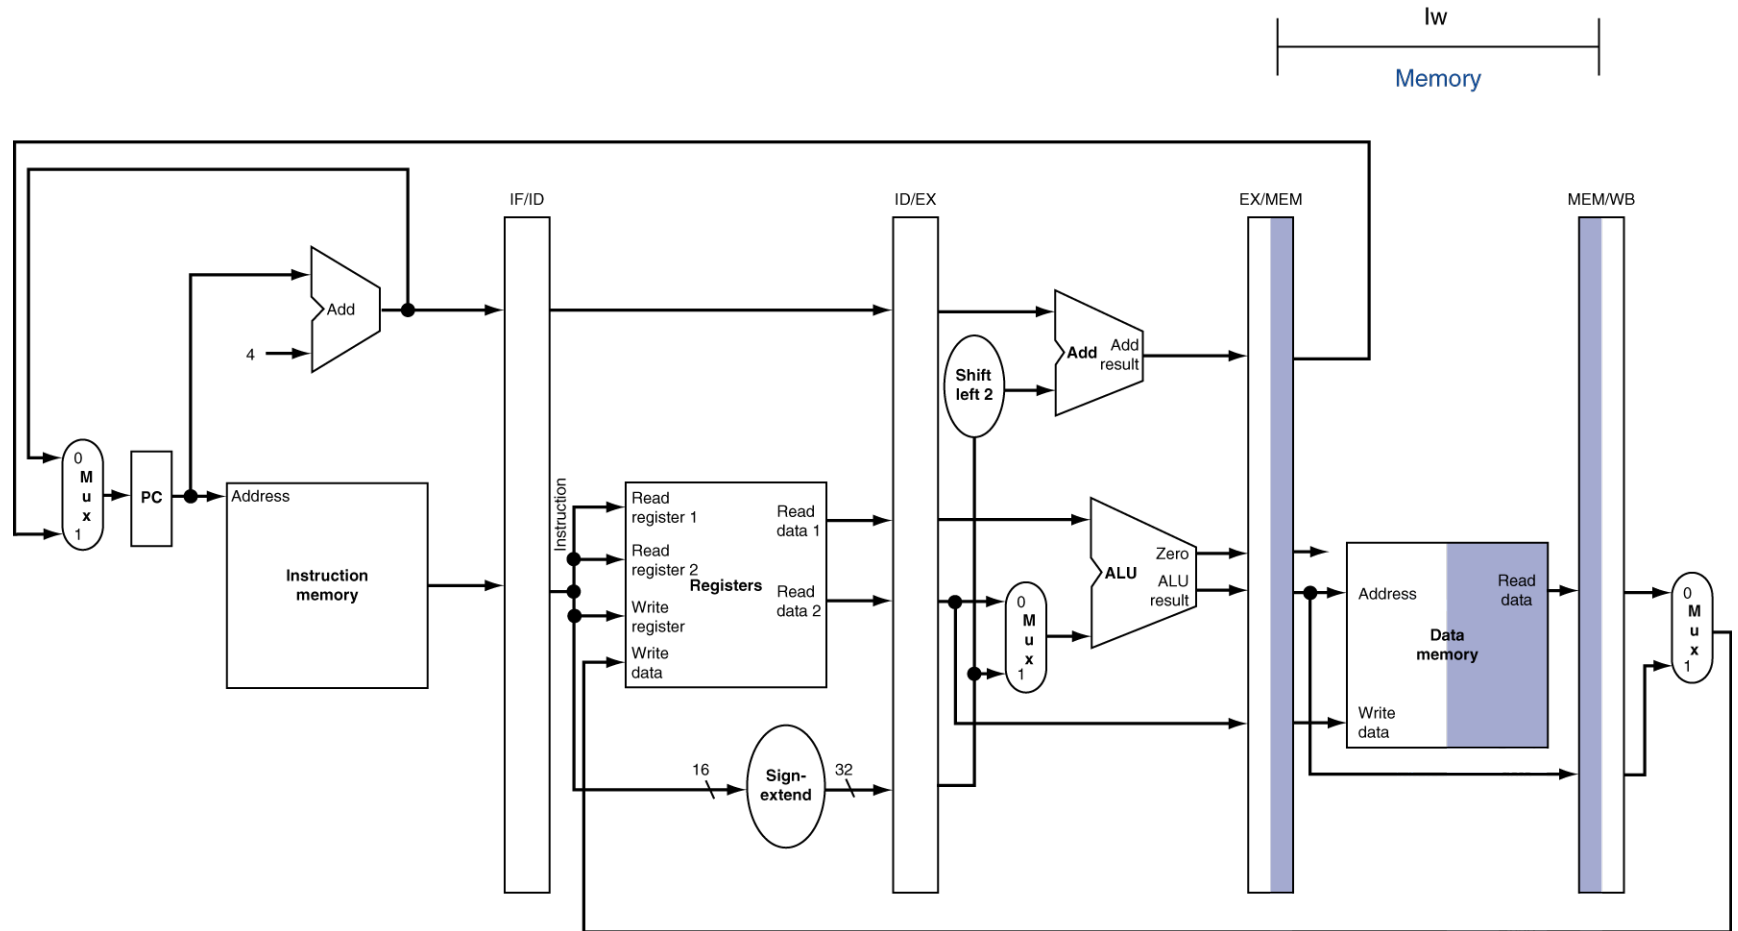 lw
Memory
IF/ID
ID/EX
EX/MEM
MEM/WB
Add
4
Shift
left 2
Add
Add
result
0
M
u
x
1
PC
Address
Instruction
memory
Instruction
Read
register 1
Read
register 2
Write
register
Write
data
Registers
Read
data 1
Read
data 2
16
Sign-
extend
32
0
M
u
x
1
Zero
ALU
ALU
result
Address
Read
data
Data
memory
Write
data
0
M
u
x
1